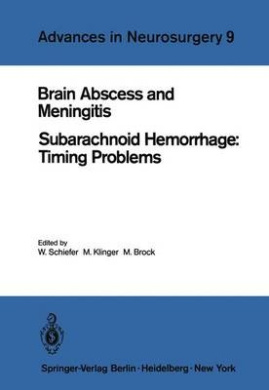 Advances in Neurosurgery 9
Brain Abscess and
Meningitis
Subarachnoid Hemorrhage:
Timing Problems
Edited by
W. Schiefer M. Klinger M. Brock
Springer-Verlag Berlin · Heidelberg · New York